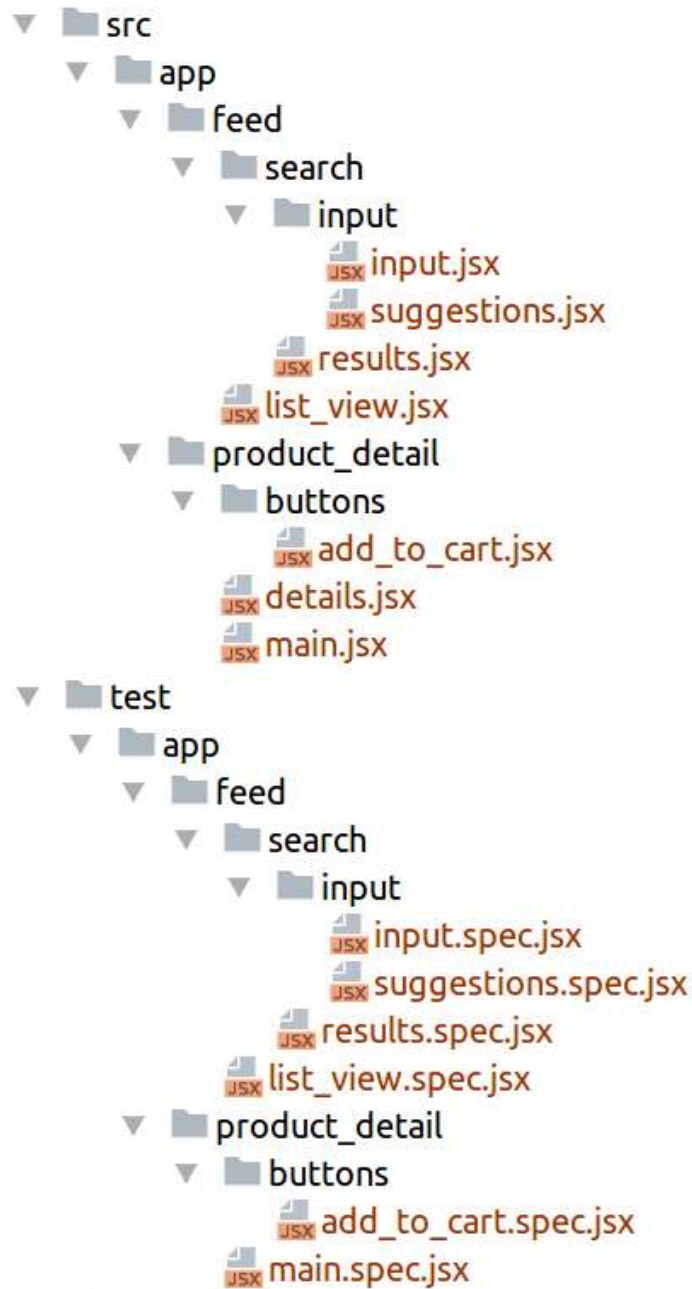 src
app
feed
search
input
JSX input.jsx
JSX suggestions.jsx
JSX results.jsx
JSX list_view.jsx
product_detail
buttons
JSX add_to_cart.jsx
JSX details.jsx
JSX main.jsx
test
app
feed
search
input
JSX input.spec.jsx
JSX suggestions.spec.jsx
JSX results.spec.jsx
JSX list_view.spec.jsx
product_detail
buttons
JSX add_to_cart.spec.jsx
JSX main.spec.jsx